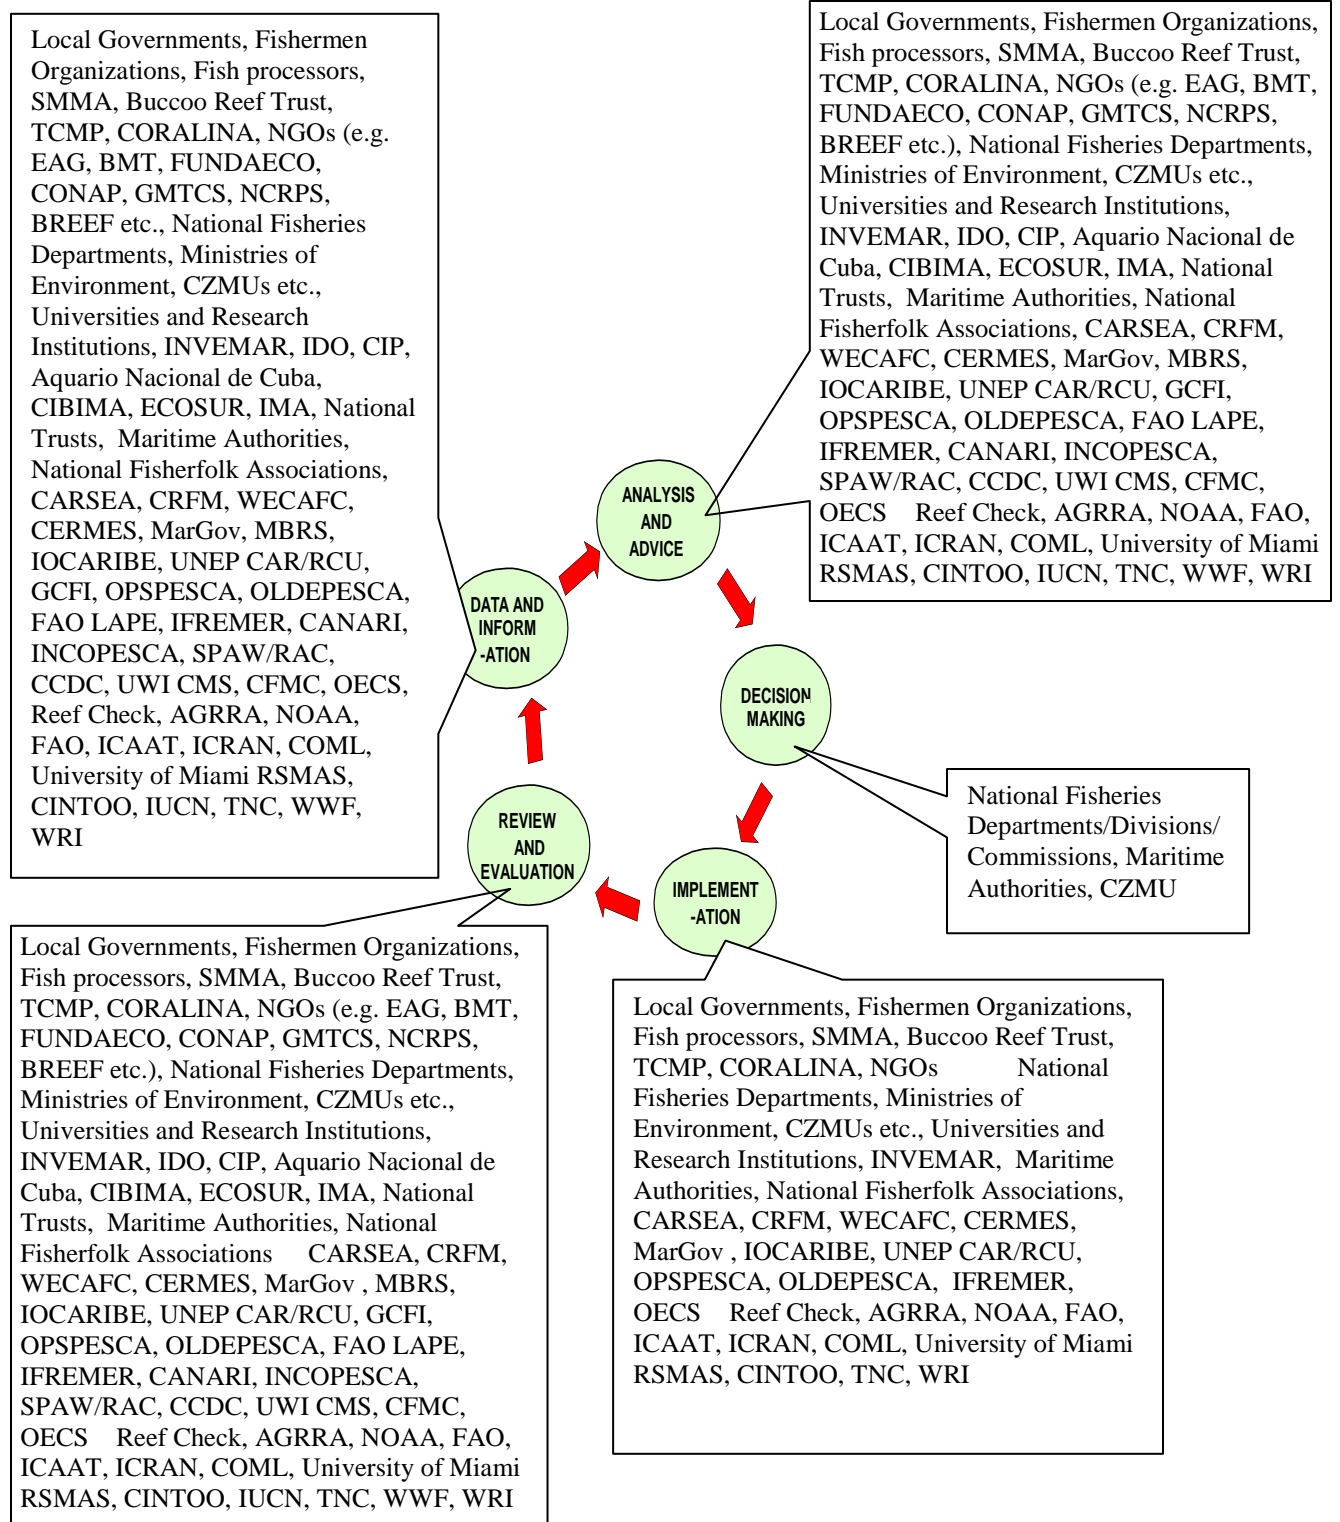 Local Governments, Fishermen
Organizations, Fish processors,
SMMA, Buccoo Reef Trust,
TCMP, CORALINA, NGOs (e.g.
EAG, BMT, FUNDAECO,
CONAP, GMTCS, NCRPS,
BREEF etc., National Fisheries
Departments, Ministries of
Environment, CZMUs etc.,
Universities and Research
Institutions, INVEMAR, IDO, CIP,
Aquario Nacional de Cuba,
CIBIMA, ECOSUR, IMA, National
Trusts, Maritime Authorities,
National Fisherfolk Associations,
CARSEA, CRFM, WECAFC,
CERMES, MarGov, MBRS,
IOCARIBE, UNEP CAR/RCU,
GCFI, OPSPESCA, OLDEPESCA,
FAO LAPE, IFREMER, CANARI,
INCOPESCA, SPAW/RAC,
CCDC, UWI CMS, CFMC, OECS,
Reef Check, AGRRA, NOAA,
FAO, ICAAT, ICRAN, COML,
University of Miami RSMAS,
CINTOO, IUCN, TNC, WWF,
WRI
Local Governments, Fishermen Organizations,
Fish processors, SMMA, Buccoo Reef Trust,
TCMP, CORALINA, NGOs (e.g. EAG, BMT,
FUNDAECO, CONAP, GMTCS, NCRPS,
BREEF etc.), National Fisheries Departments,
Ministries of Environment, CZMUs etc.,
Universities and Research Institutions,
INVEMAR, IDO, CIP, Aquario Nacional de
Cuba, CIBIMA, ECOSUR, IMA, National
Trusts, Maritime Authorities, National
Fisherfolk Associations, CARSEA, CRFM,
WECAFC, CERMES, MarGov, MBRS,
IOCARIBE, UNEP CAR/RCU, GCFI,
OPSPESCA, OLDEPESCA, FAO LAPE,
IFREMER, CANARI, INCOPESCA,
SPAW/RAC, CCDC, UWI CMS, CFMC,
OECS Reef Check, AGRRA, NOAA, FAO,
ICAAT, ICRAN, COML, University of Miami
RSMAS, CINTOO, IUCN, TNC, WWF, WRI
ANALYSIS
AND
ADVICE
DATA AND
INFORM
-ATION
DECISION
MAKING
REVIEW
AND
EVALUATION
IMPLEMENT
-ATION
National Fisheries
Departments/Divisions/
Commissions, Maritime
Authorities, CZMU
Local Governments, Fishermen Organizations,
Fish processors, SMMA, Buccoo Reef Trust,
TCMP, CORALINA, NGOs (e.g. EAG, BMT,
FUNDAECO, CONAP, GMTCS, NCRPS,
BREEF etc.), National Fisheries Departments,
Ministries of Environment, CZMUs etc.,
Universities and Research Institutions,
INVEMAR, IDO, CIP, Aquario Nacional de
Cuba, CIBIMA, ECOSUR, IMA, National
Trusts, Maritime Authorities, National
Fisherfolk Associations CARSEA, CRFM,
WECAFC, CERMES, MarGov , MBRS,
IOCARIBE, UNEP CAR/RCU, GCFI,
OPSPESCA, OLDEPESCA, FAO LAPE,
IFREMER, CANARI, INCOPESCA,
SPAW/RAC, CCDC, UWI CMS, CFMC,
OECS Reef Check, AGRRA, NOAA, FAO,
ICAAT, ICRAN, COML, University of Miami
RSMAS, CINTOO, IUCN, TNC, WWF, WRI
Local Governments, Fishermen Organizations,
Fish processors, SMMA, Buccoo Reef Trust,
TCMP, CORALINA, NGOs National
Fisheries Departments, Ministries of
Environment, CZMUs etc., Universities and
Research Institutions, INVEMAR, Maritime
Authorities, National Fisherfolk Associations,
CARSEA, CRFM, WECAFC, CERMES,
MarGov , IOCARIBE, UNEP CAR/RCU,
OPSPESCA, OLDEPESCA, IFREMER,
OECS Reef Check, AGRRA, NOAA, FAO,
ICAAT, ICRAN, COML, University of Miami
RSMAS, CINTOO, TNC, WRI